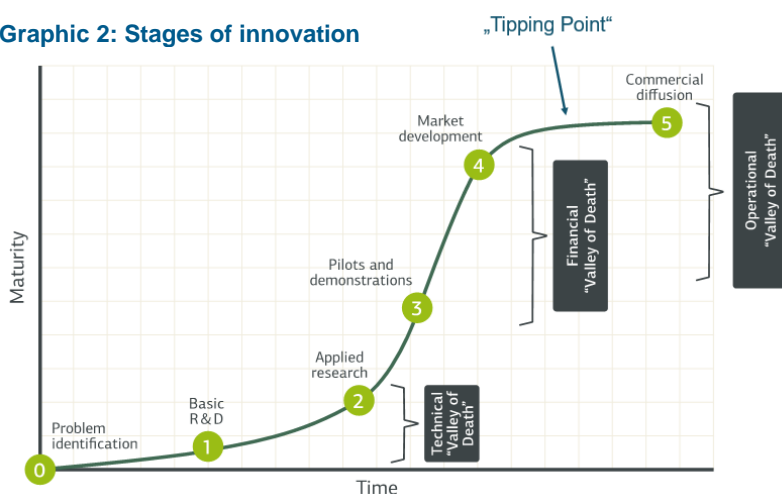 Graphic 2: Stages of innovation
„Tipping Point“
Commercial
diffusion
5
Market
development
4
Operational
“Valley of Death”
Financial
“Valley of Death”
Pilots and
demonstrations
3
Maturity
Applied
research
2
Technical
“Valley of
Death”
Basic
R & D
1
Problem
identification
0
Time